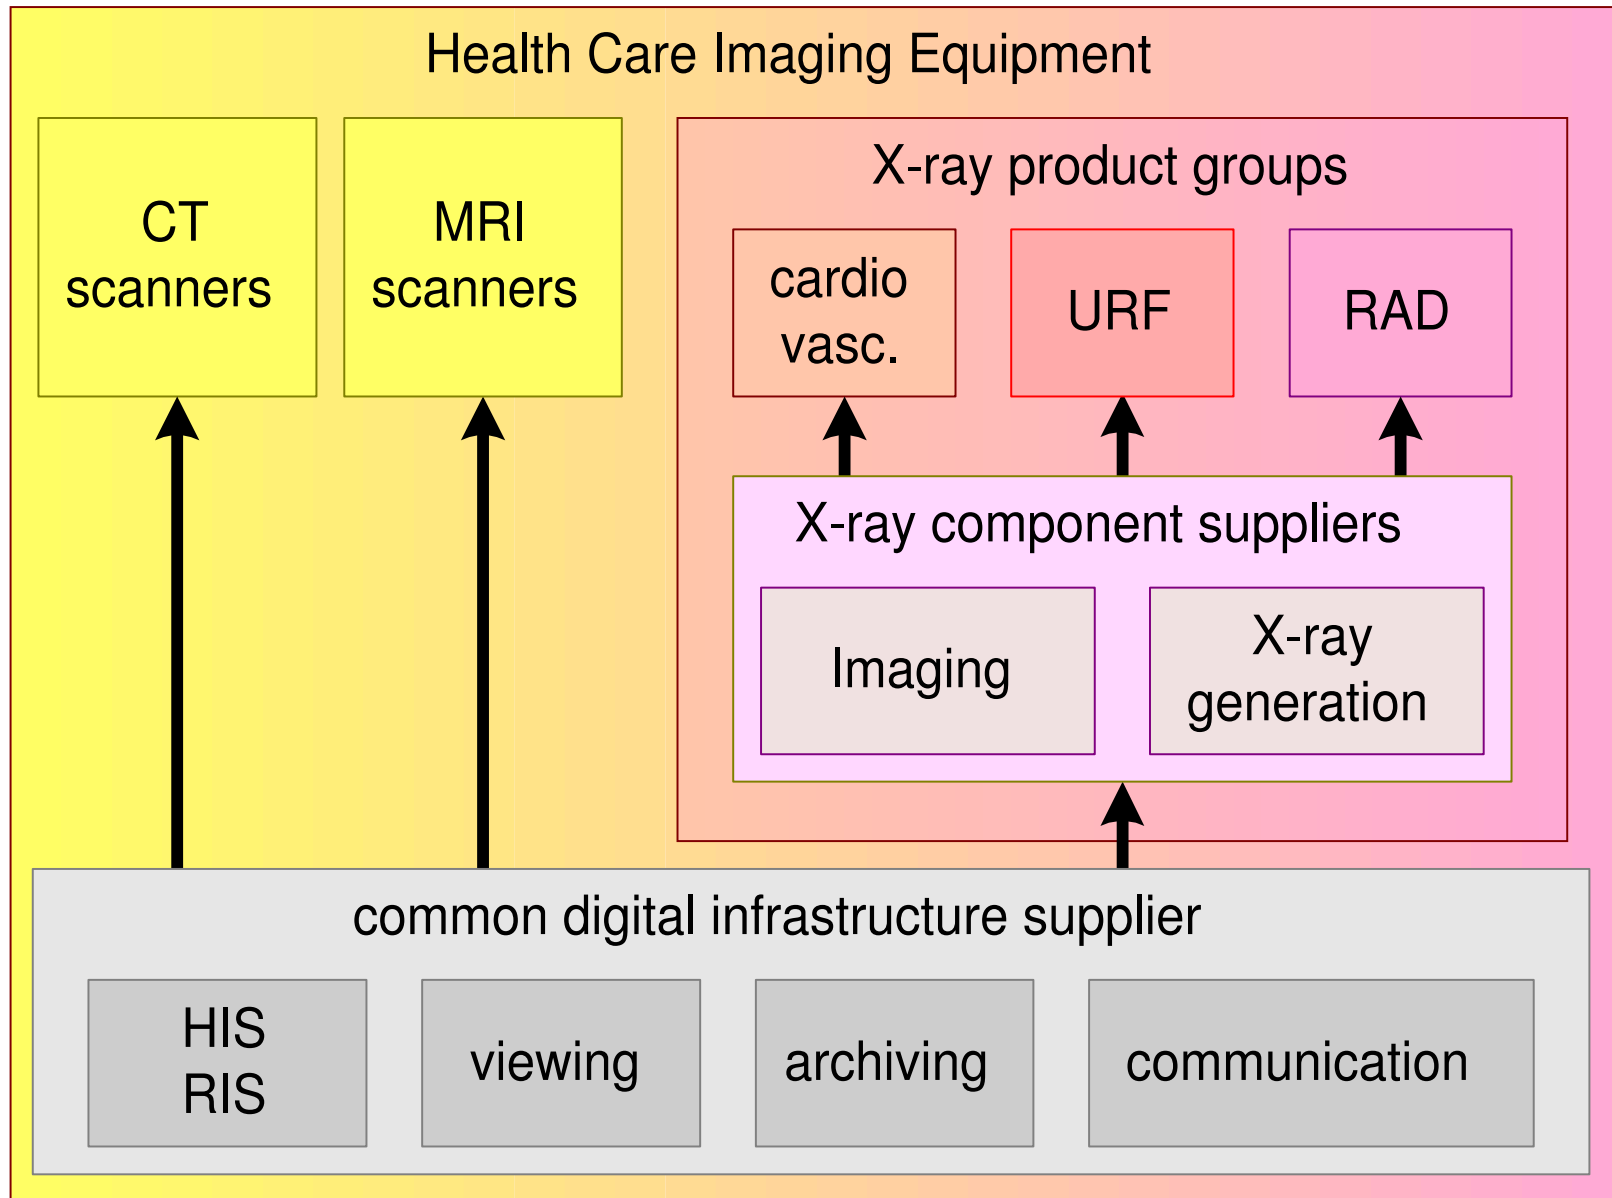 Health Care Imaging Equipment
CT
scanners
MRI
scanners
X-ray product groups
cardio
vasc.
URF
RAD
X-ray component suppliers
Imaging
X-ray
generation
common digital infrastructure supplier
HIS
RIS
viewing
archiving
communication